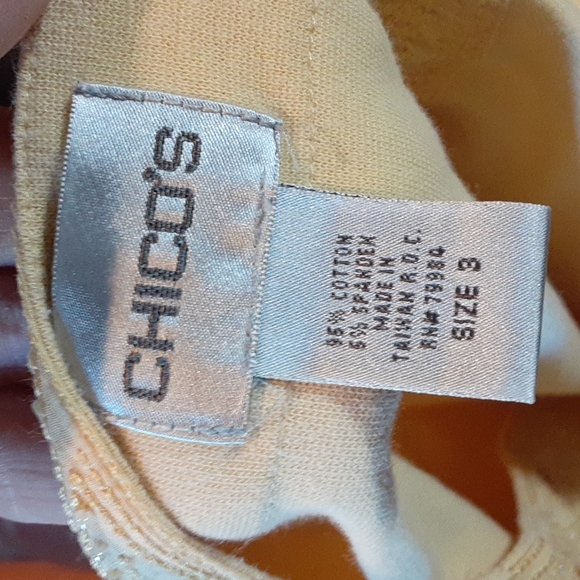 CHICO'S
95% COTTON
5% SPANDEX
MADE IN
TAIWAN R.O.C.
RN# 79984
SIZE 3